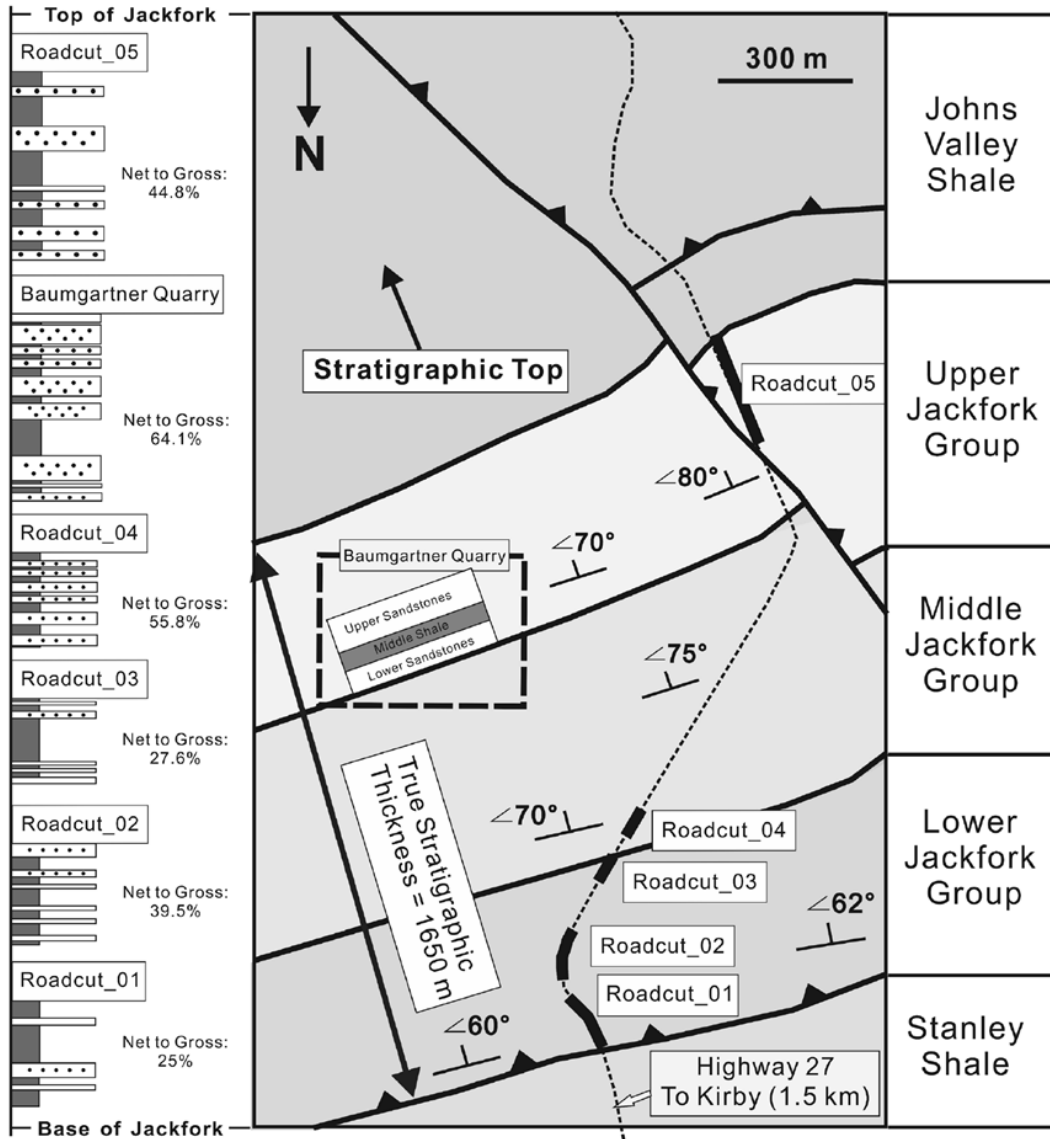 Top of Jackfork
Roadcut_05
Net to Gross:
44.8%
Baumgartner Quarry
Net to Gross:
64.1%
Roadcut_04
Net to Gross:
55.8%
Roadcut_03
Net to Gross:
27.6%
Roadcut_02
Net to Gross:
39.5%
Roadcut_01
Net to Gross:
25%
Base of Jackfork
N
300 m
Stratigraphic Top
Roadcut_05
∠80°
Baumgartner Quarry
∠70°
Upper Sandstones
Middle Shale
Lower Sandstones
∠75°
True Stratigraphic
Thickness = 1650 m
∠70°
Roadcut_04
Roadcut_03
∠62°
Roadcut_02
Roadcut_01
∠60°
Highway 27
To Kirby (1.5 km)
Johns
Valley
Shale
Upper
Jackfork
Group
Middle
Jackfork
Group
Lower
Jackfork
Group
Stanley
Shale